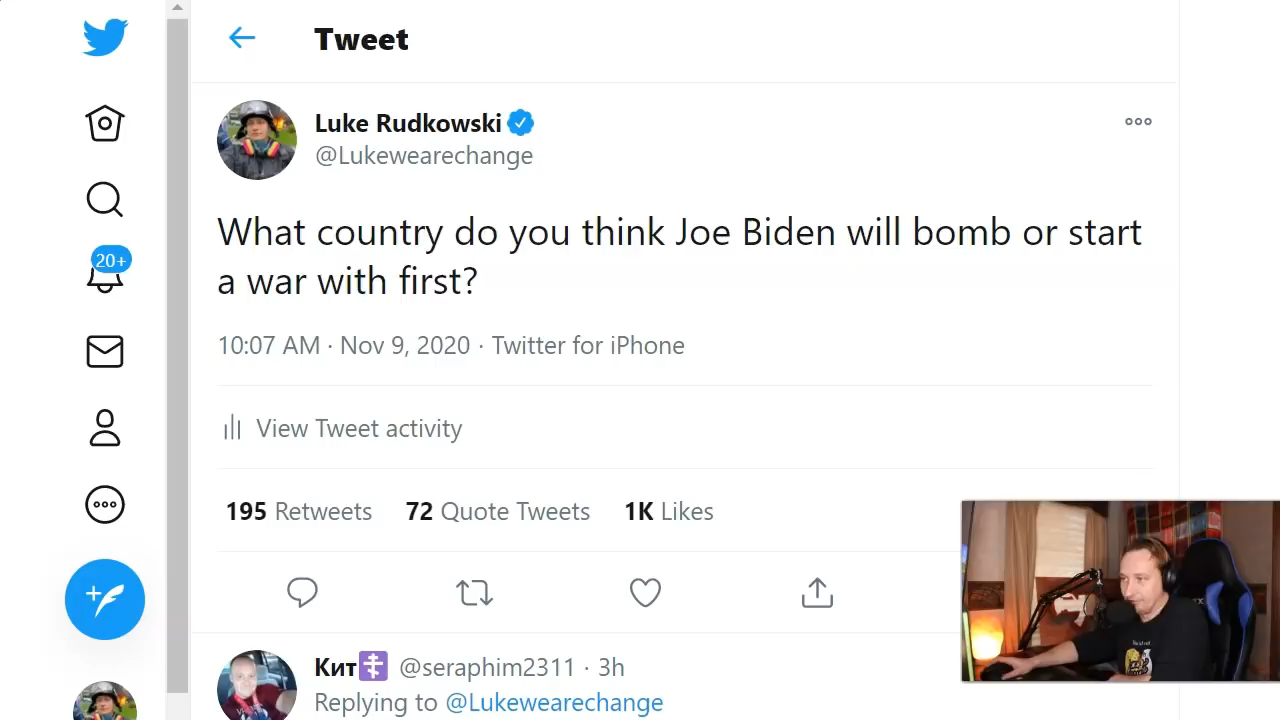 Tweet
Luke Rudkowski
@Lukewearechange
What country do you think Joe Biden will bomb or start
a war with first?
10:07 AM · Nov 9, 2020 · Twitter for iPhone
20+
View Tweet activity
195 Retweets 72 Quote Tweets 1K Likes
Кит☦️ @seraphim2311 · 3h
Replying to @Lukewearechange